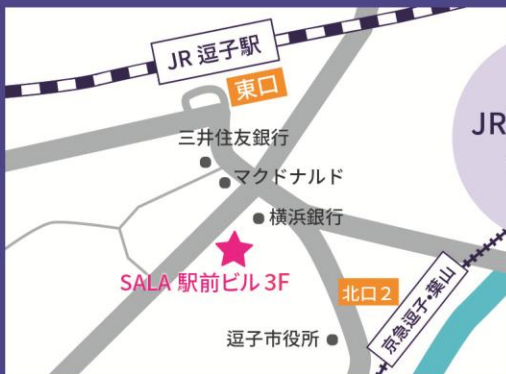 JR 逗子駅
東口
JR
三井住友銀行
マクドナルド
横浜銀行
SALA 駅前ビル 3F
北口 2
京急逗子・葉山
逗子市役所